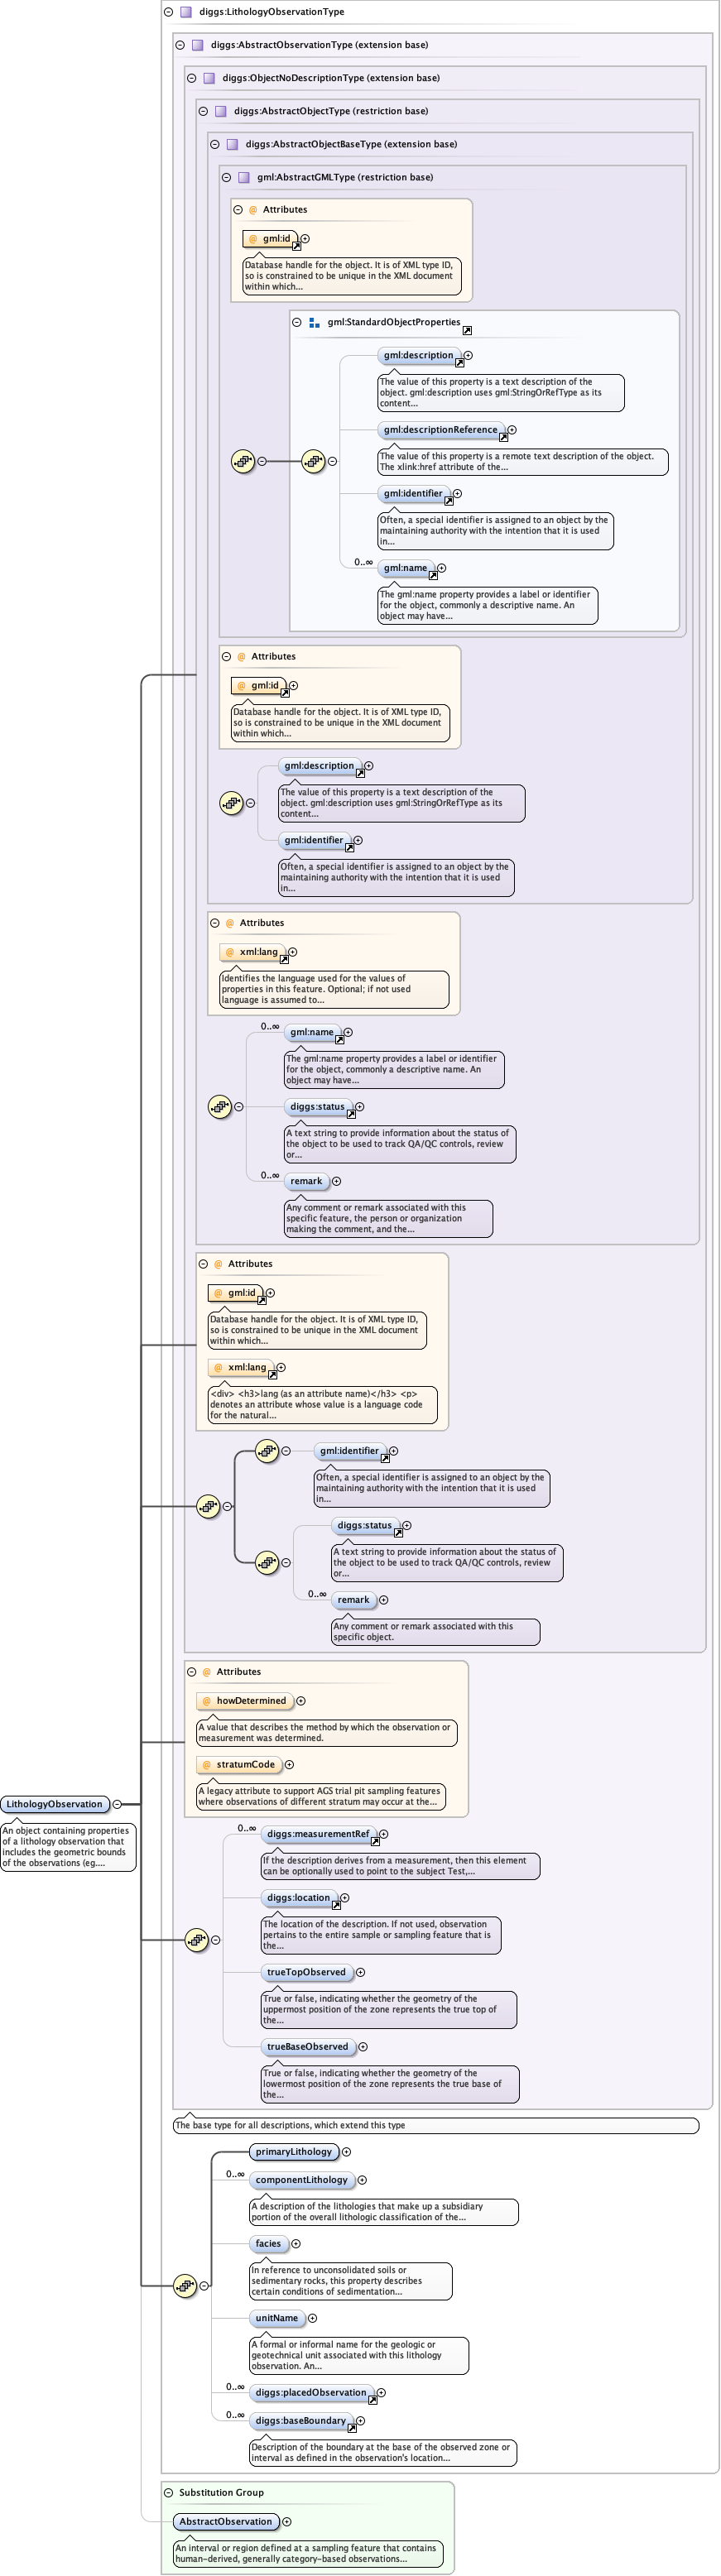 diggs:LithologyObservationType
diggs:AbstractObservationType (extension base)
diggs:ObjectNoDescriptionType (extension base)
diggs:AbstractObjectType (restriction base)
diggs:AbstractObjectBaseType (extension base)
gml:AbstractGMLType (restriction base)
@ Attributes
@ gml:id
Database handle for the object. It is of XML type ID,
so is constrained to be unique in the XML document
within which...
gml:StandardObjectProperties
gml:description
The value of this property is a text description of the
object. gml:description uses gml:StringOrRefType as its
content...
gml:descriptionReference
The value of this property is a remote text description of the object.
The xlink:href attribute of the...
gml:identifier
Often, a special identifier is assigned to an object by the
maintaining authority with the intention that it is used
in...
0..∞
gml:name
The gml:name property provides a label or identifier
for the object, commonly a descriptive name. An
object may have...
@ Attributes
@ gml:id
Database handle for the object. It is of XML type ID,
so is constrained to be unique in the XML document
within which...
gml:description
The value of this property is a text description of the
object. gml:description uses gml:StringOrRefType as its
content...
gml:identifier
Often, a special identifier is assigned to an object by the
maintaining authority with the intention that it is used
in...
@ Attributes
@ xml:lang
Identifies the language used for the values of
properties in this feature. Optional; if not used
language is assumed to...
0..∞
gml:name
The gml:name property provides a label or identifier
for the object, commonly a descriptive name. An
object may have...
diggs:status
A text string to provide information about the status of
the object to be used to track QA/QC controls, review
or...
0..∞
remark
Any comment or remark associated with this
specific feature, the person or organization
making the comment, and the...
@ Attributes
@ gml:id
Database handle for the object. It is of XML type ID,
so is constrained to be unique in the XML document
within which...
@ xml:lang
<div> <h3>lang (as an attribute name)</h3> <p>
denotes an attribute whose value is a language code
for the natural...
gml:identifier
Often, a special identifier is assigned to an object by the
maintaining authority with the intention that it is used
in...
diggs:status
A text string to provide information about the status of
the object to be used to track QA/QC controls, review
or...
0..∞
remark
Any comment or remark associated with this
specific object.
@ Attributes
@ howDetermined
A value that describes the method by which the observation or
measurement was determined.
@ stratumCode
A legacy attribute to support AGS trial pit sampling features
where observations of different stratum may occur at the...
LithologyObservation
An object containing properties
of a lithology observation that
includes the geometric bounds
of the observations (eg....
0..∞
diggs:measurementRef
If the description derives from a measurement, then this element
can be optionally used to point to the subject Test,...
diggs:location
The location of the description. If not used, observation
pertains to the entire sample or sampling feature that is
the...
trueTopObserved
True or false, indicating whether the geometry of the
uppermost position of the zone represents the true top of
the...
trueBaseObserved
True or false, indicating whether the geometry of the
lowermost position of the zone represents the true base of
the...
The base type for all descriptions, which extend this type
primaryLithology
0..∞
componentLithology
A description of the lithologies that make up a subsidiary
portion of the overall lithologic classification of the...
facies
In reference to unconsolidated soils or
sedimentary rocks, this property describes
certain conditions of sedimentation...
unitName
A formal or informal name for the geologic or
geotechnical unit associated with this lithology
observation. An...
0..∞
diggs:placedObservation
0..∞
diggs:baseBoundary
Description of the boundary at the base of the observed zone or
interval as defined in the observation's location...
Substitution Group
AbstractObservation
An interval or region defined at a sampling feature that contains
human-derived, generally category-based observations...